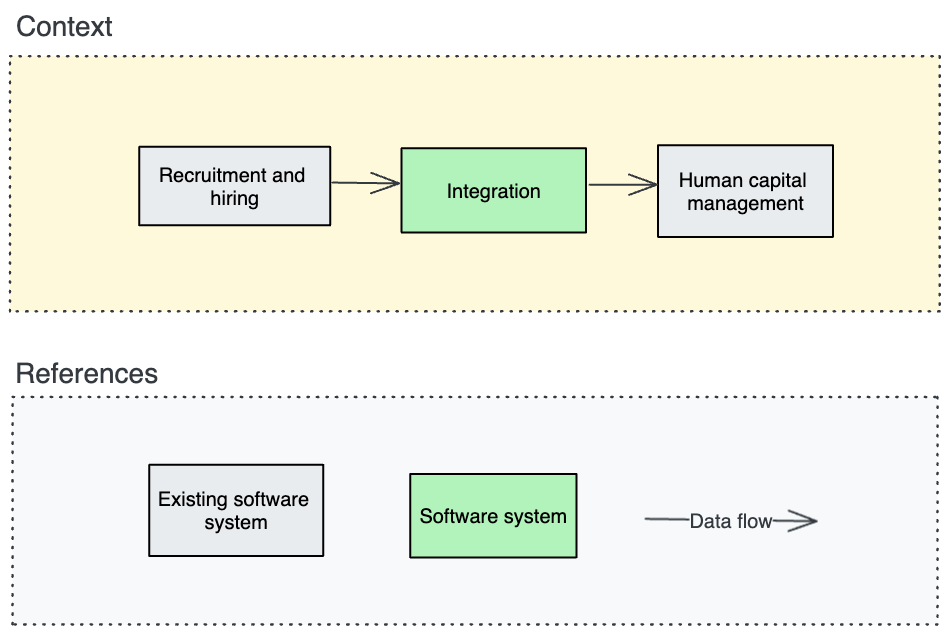 Context
Recruitment and
hiring
Integration
Human capital
management
References
Existing software
system
Software system
Data flow